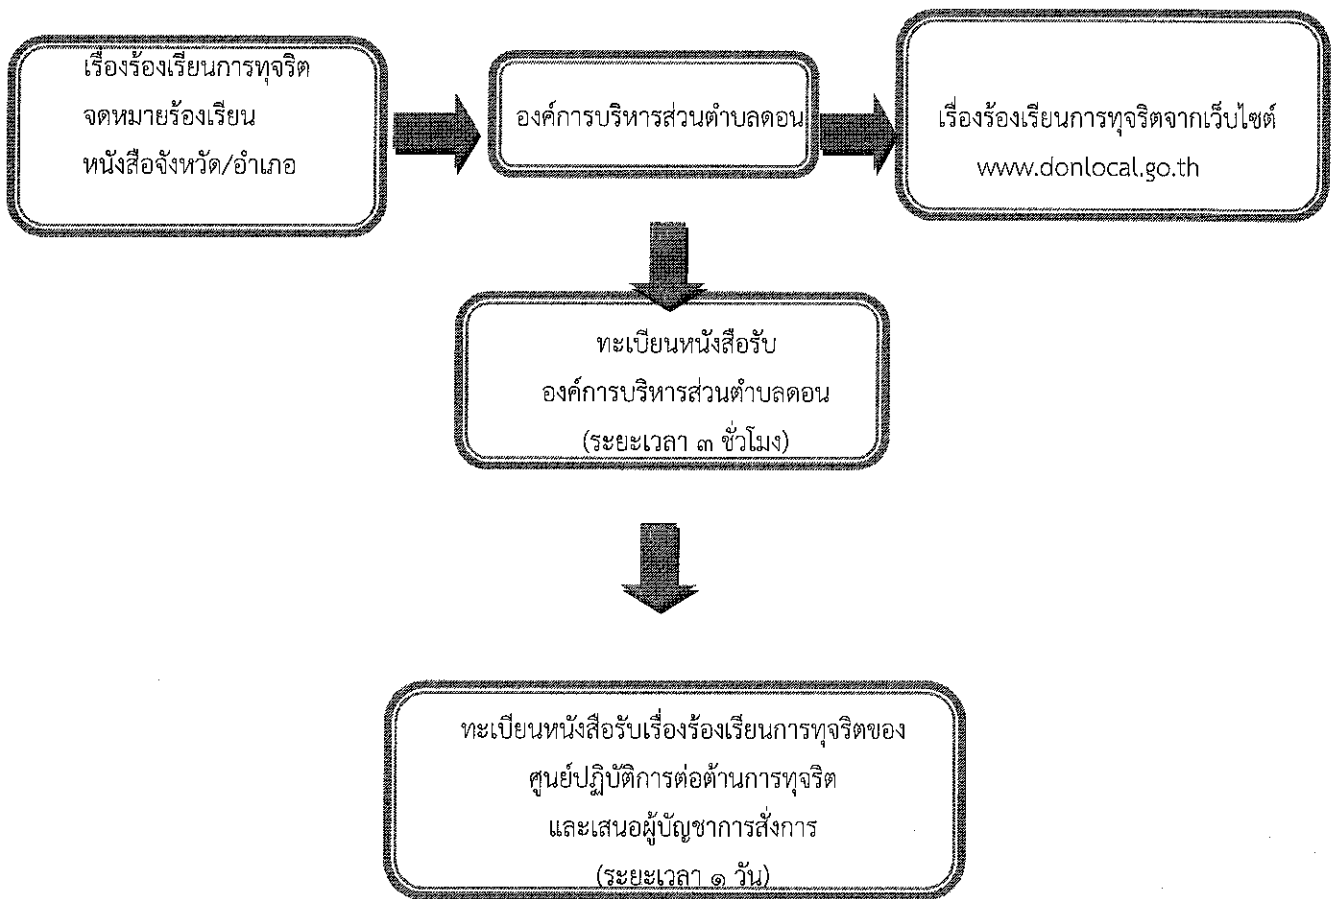 เรื่องร้องเรียนการทุจริต
จดหมายร้องเรียน
หนังสือจังหวัด/อำเภอ
องค์การบริหารส่วนตำบลดอน
เรื่องร้องเรียนการทุจริตจากเว็บไซต์
www.donlocal.go.th
ทะเบียนหนังสือรับ
องค์การบริหารส่วนตำบลดอน
(ระยะเวลา ๓ ชั่วโมง)
ทะเบียนหนังสือรับเรื่องร้องเรียนการทุจริตของ
ศูนย์ปฏิบัติการต่อต้านการทุจริต
และเสนอผู้บัญชาการสั่งการ
(ระยะเวลา ๑ วัน)